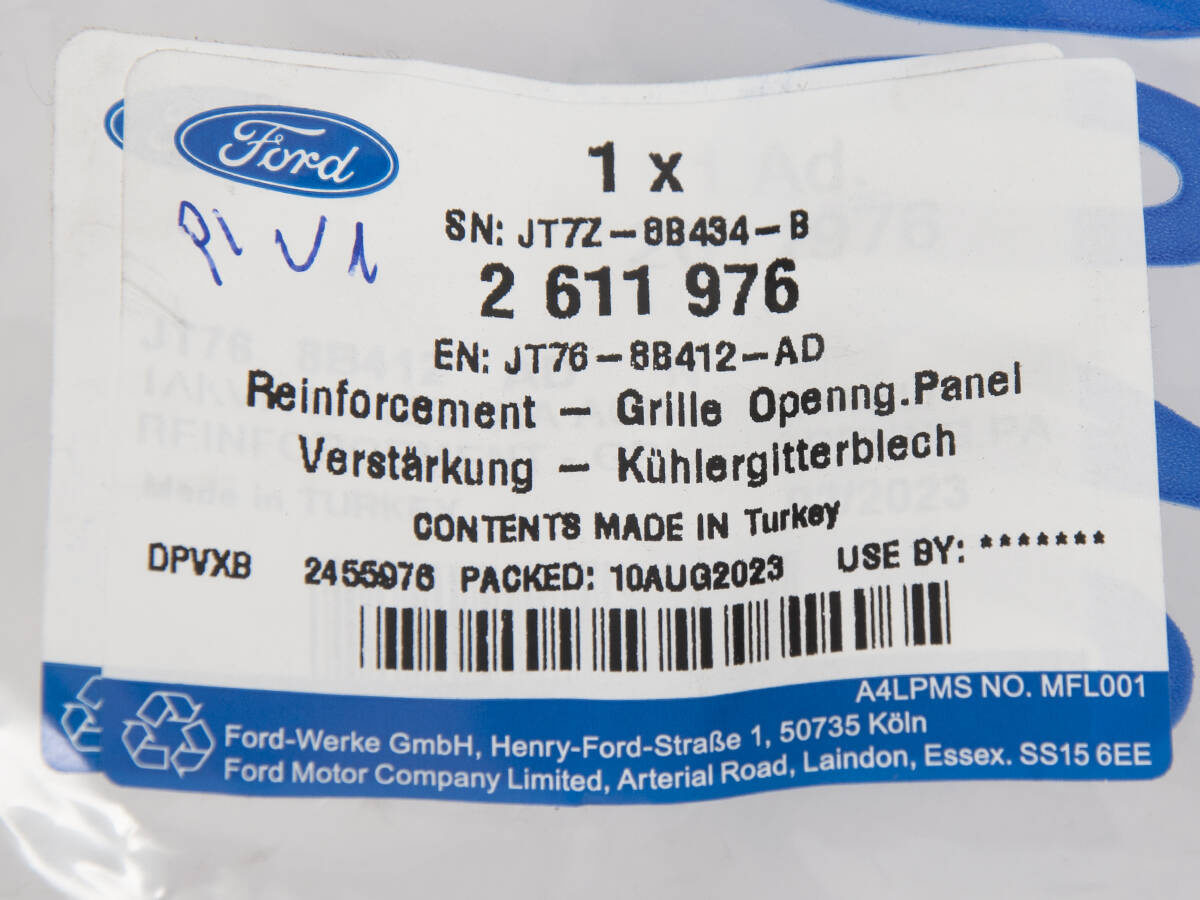 Ford
1 x
SN: JT7Z-8B434-B
2 611 976
EN: JT76-8B412-AD
Reinforcement - Grille Openng.Panel
Verstärkung - Kühlergitterblech
CONTENTS MADE IN Turkey
DPVXB 2455976 PACKED: 10AUG2023 USE BY: *******
A4LPMS NO. MFL001
Ford-Werke GmbH, Henry-Ford-Straße 1, 50735 Köln
Ford Motor Company Limited, Arterial Road, Laindon, Essex. SS15 6EE